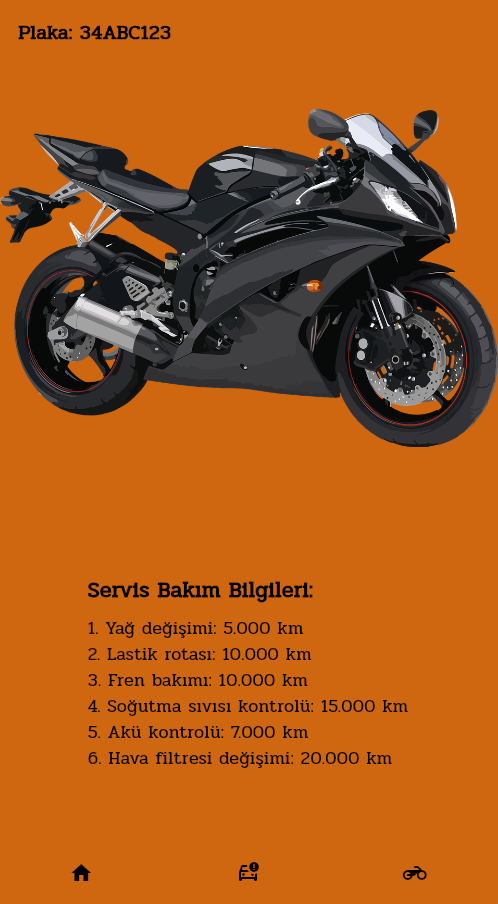 Plaka: 34ABC123
Servis Bakım Bilgileri:
1. Yağ değişimi: 5.000 km
2. Lastik rotası: 10.000 km
3. Fren bakımı: 10.000 km
4. Soğutma sıvısı kontrolü: 15.000 km
5. Akü kontrolü: 7.000 km
6. Hava filtresi değişimi: 20.000 km